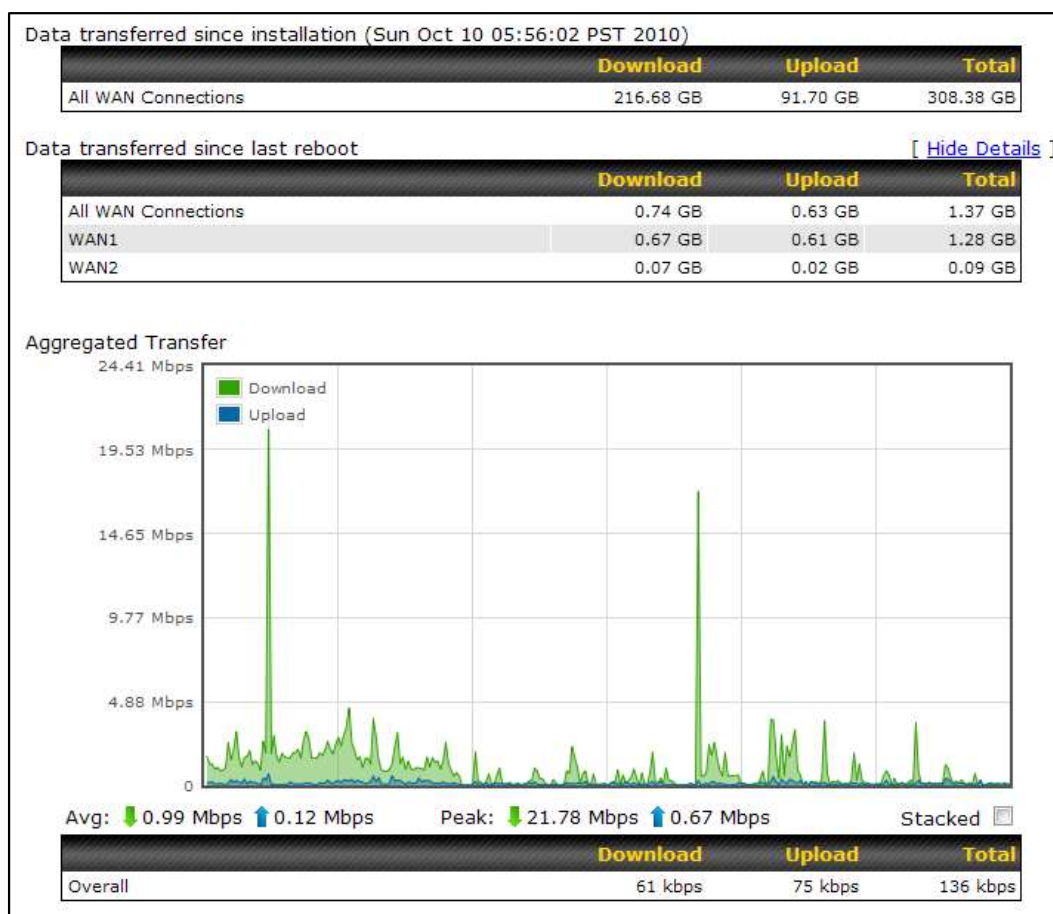 Data transferred since installation (Sun Oct 10 05:56:02 PST 2010)
Download Upload Total
All WAN Connections 216.68 GB 91.70 GB 308.38 GB
Data transferred since last reboot [ Hide Details ]
Download Upload Total
All WAN Connections 0.74 GB 0.63 GB 1.37 GB
WAN1 0.67 GB 0.61 GB 1.28 GB
WAN2 0.07 GB 0.02 GB 0.09 GB
Aggregated Transfer
24.41 Mbps
Download
Upload
19.53 Mbps
14.65 Mbps
9.77 Mbps
4.88 Mbps
0
Avg: 0.99 Mbps 0.12 Mbps Peak: 21.78 Mbps 0.67 Mbps Stacked
Download Upload Total
Overall 61 kbps 75 kbps 136 kbps